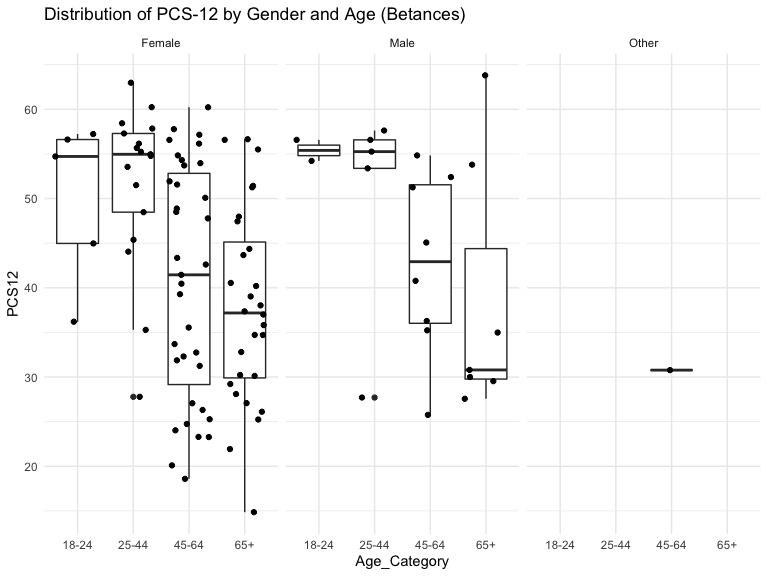 Distribution of PCS-12 by Gender and Age (Betances)
Female Male Other
PCS12
60
50
40
30
20
18-24 25-44 45-64 65+ 18-24 25-44 45-64 65+ 18-24 25-44 45-64 65+
Age_Category